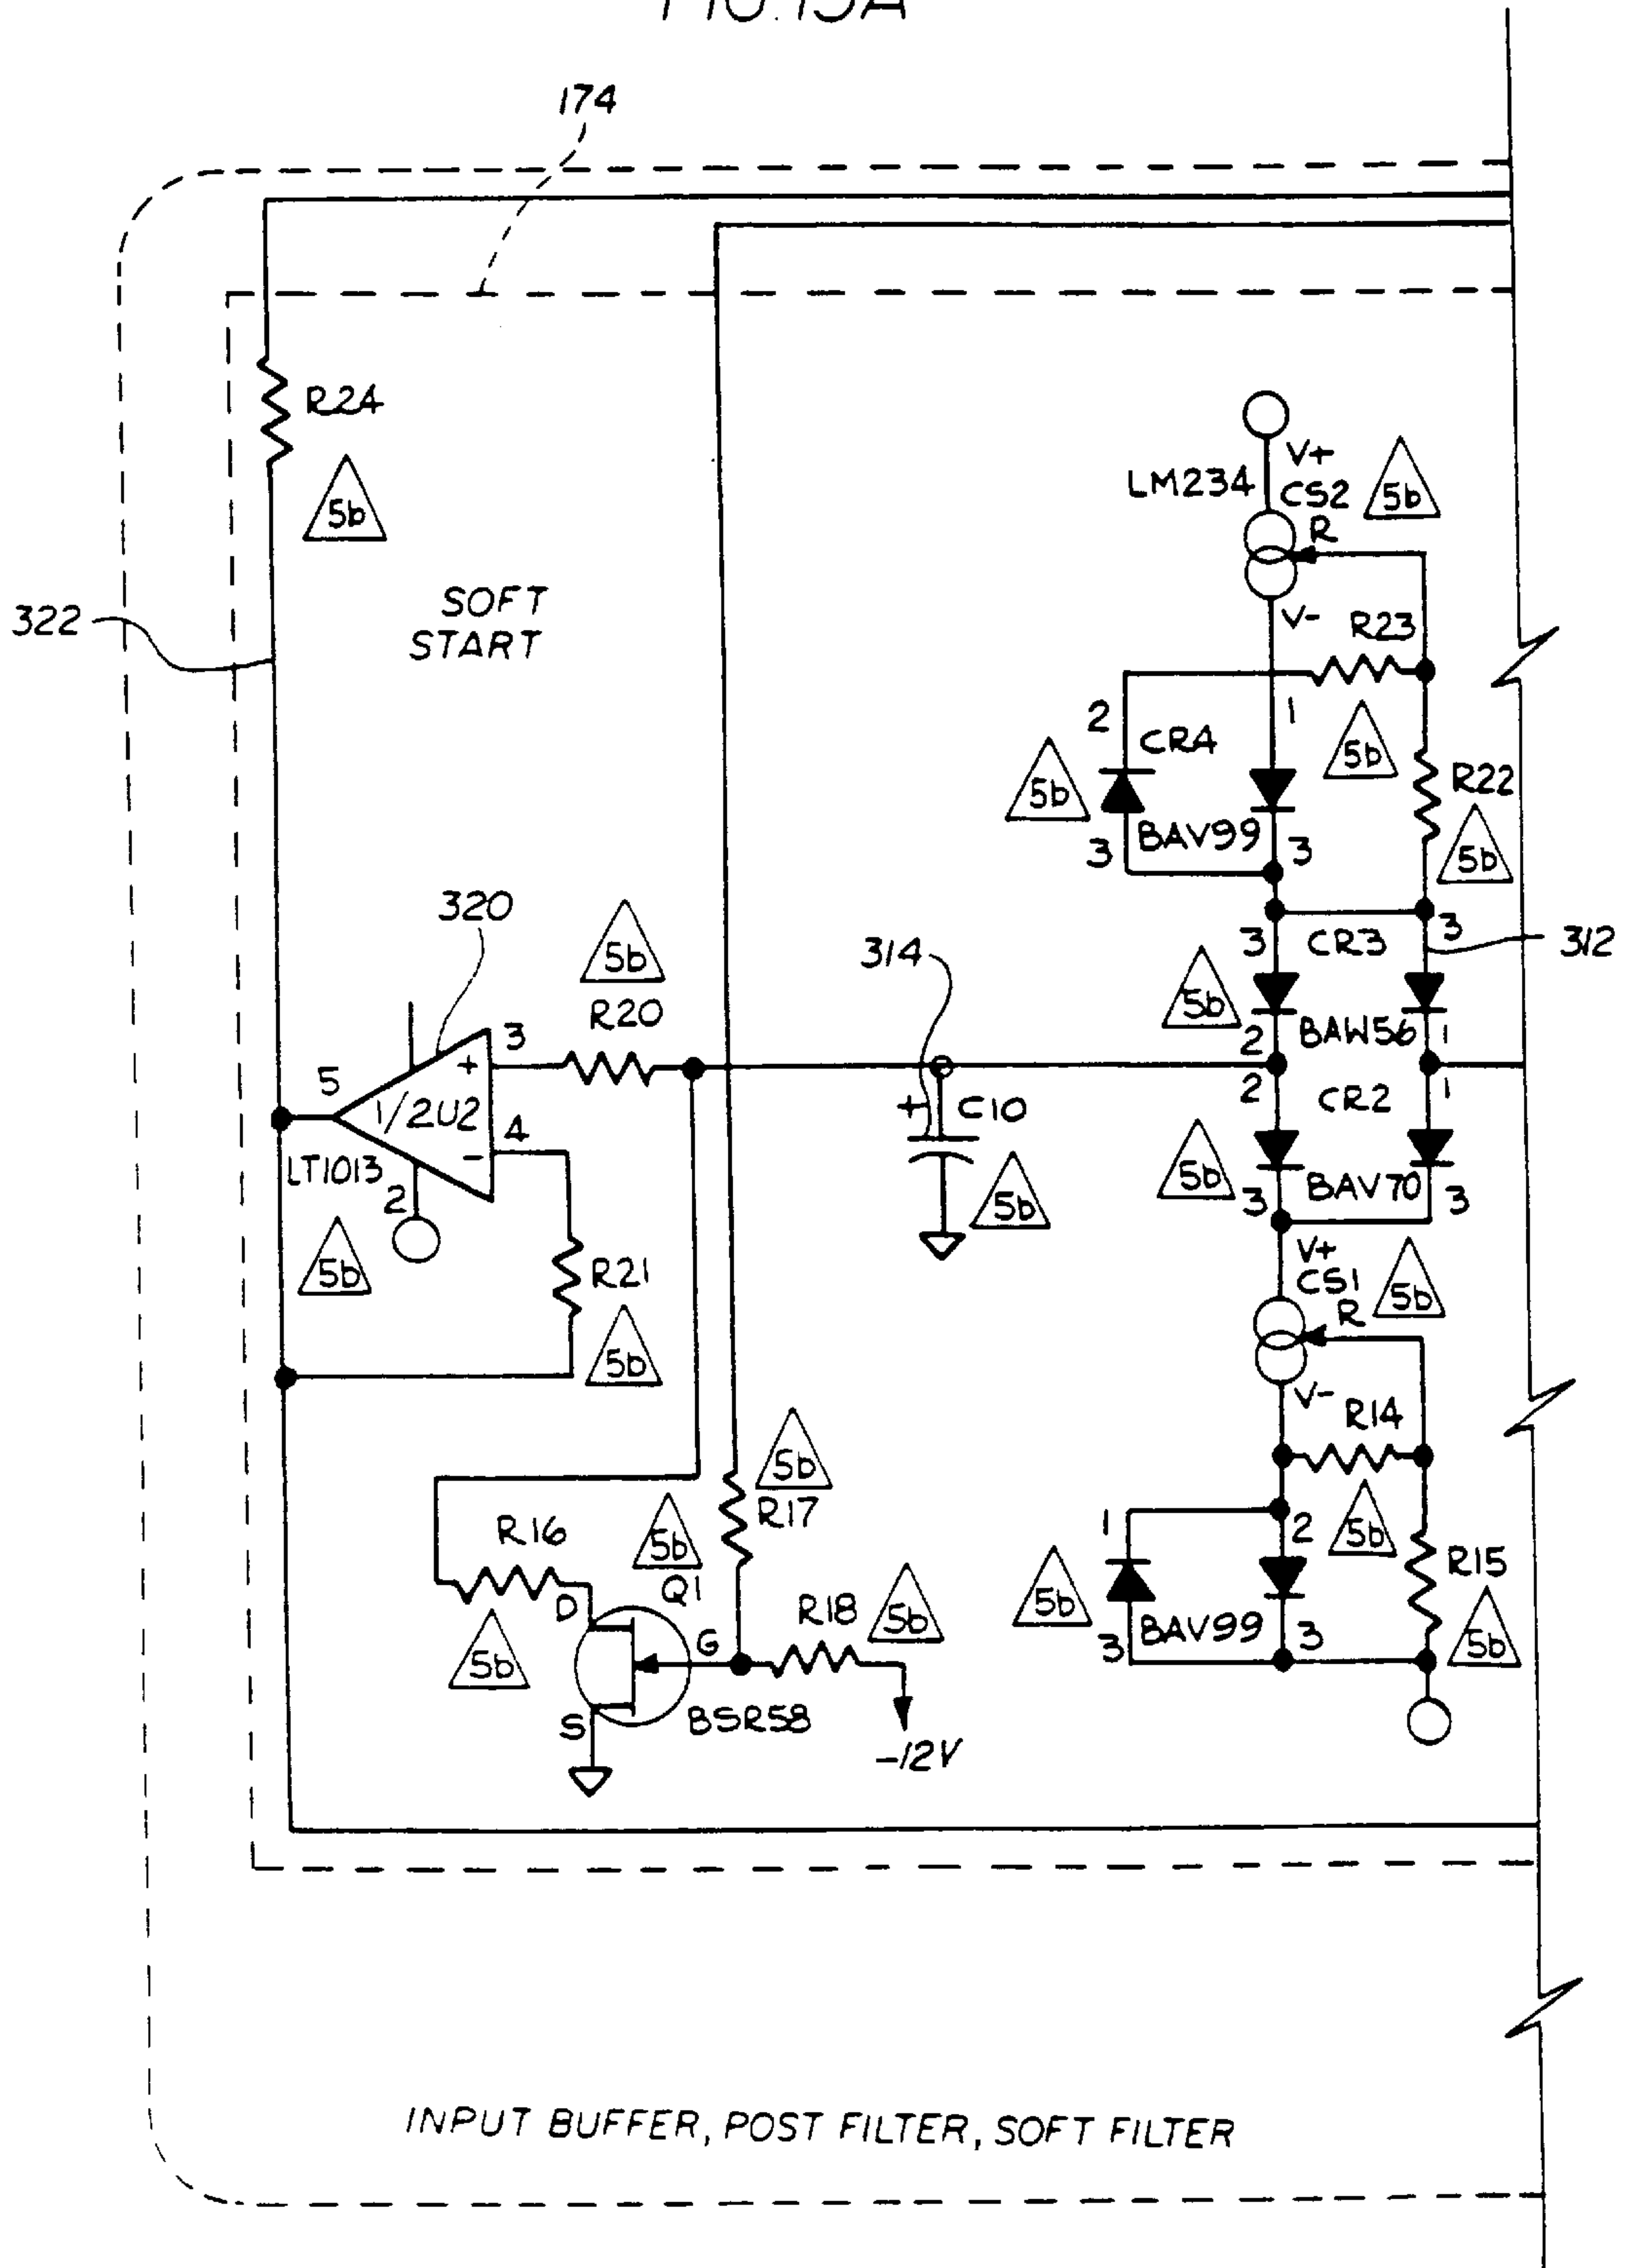 FIG. 15A
174
R24
5b
LM234
V+
CS2
5b
R
322
SOFT
START
V-
R23
2
CR4
1
5b
5b
R22
BAV99
3
3
5b
320
5b
R20
314
3
CR3
3
312
5b
BAW56
2
1
3
+
5
1/2U2
4
-
LT1013
2
5b
+
C10
5b
2
CR2
1
5b
3
BAV70
3
R21
5b
V+
CS1
5b
R
V-
R14
5b
R17
R16
5b
Q1
D
5b
G
R18
5b
S
BSR58
-12V
1
2
5b
R15
5b
3
BAV99
3
5b
INPUT BUFFER, POST FILTER, SOFT FILTER